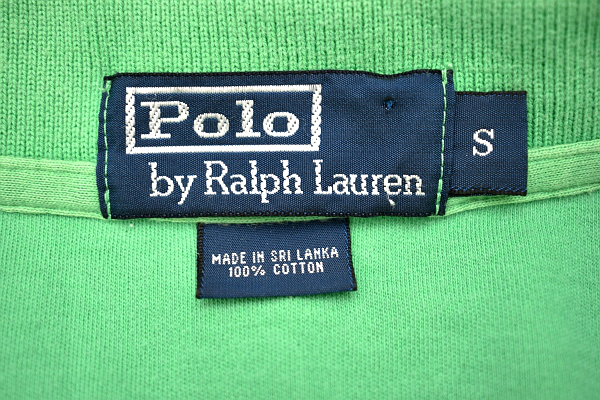 Polo
by Ralph Lauren
S
MADE IN SRI LANKA
100% COTTON